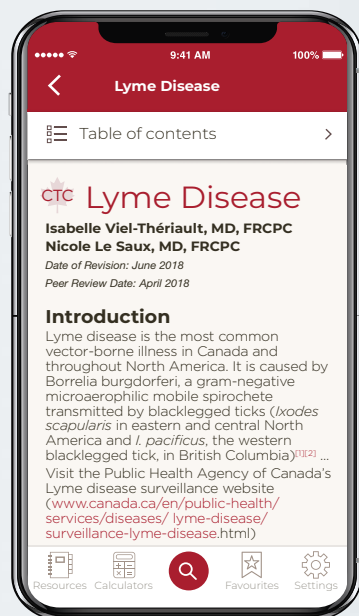 9:41 AM
100%
Lyme Disease
Table of contents
CTC Lyme Disease
Isabelle Viel-Thériault, MD, FRCPC
Nicole Le Saux, MD, FRCPC
Date of Revision: June 2018
Peer Review Date: April 2018
Introduction
Lyme disease is the most common
vector-borne illness in Canada and
throughout North America. It is caused by
Borrelia burgdorferi, a gram-negative
microaerophilic mobile spirochete
transmitted by blacklegged ticks (Ixodes
scapularis in eastern and central North
America and I. pacificus, the western
blacklegged tick, in British Columbia)[1][2] ...
Visit the Public Health Agency of Canada’s
Lyme disease surveillance website
(www.canada.ca/en/public-health/
services/diseases/ lyme-disease/
surveillance-lyme-disease.html)
Resources Calculators Favourites Settings